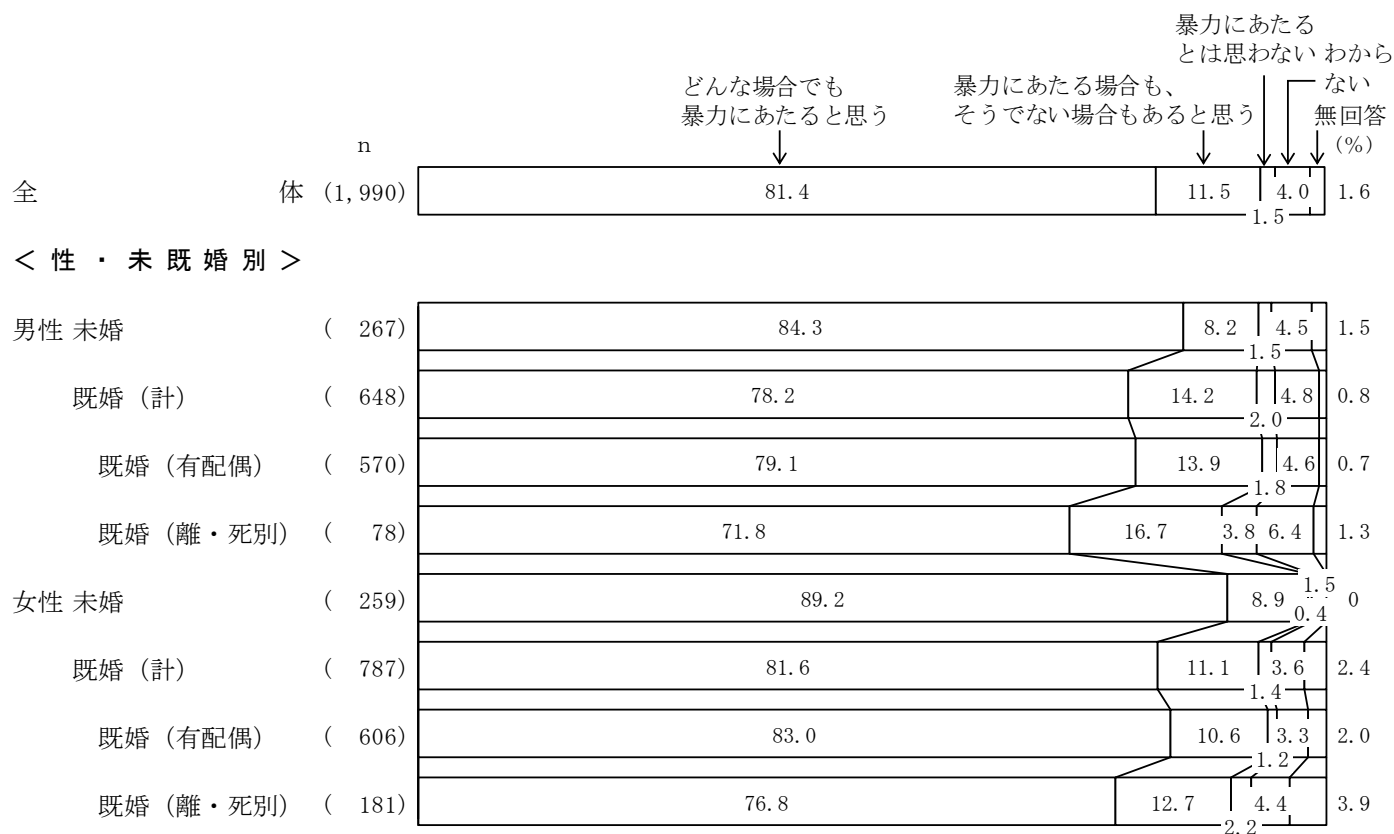 暴力にあたる
とは思わない わから
ない
どんな場合でも
暴力にあたると思う
暴力にあたる場合も、
そうでない場合もあると思う
無回答
n
(%)
全 体 (1,990) 81.4 11.5 1.5 4.0 1.6
＜性・未既婚別＞
男性 未婚 ( 267) 84.3 8.2 1.5 4.5 1.5
既婚（計） ( 648) 78.2 14.2 2.0 4.8 0.8
既婚（有配偶） ( 570) 79.1 13.9 1.8 4.6 0.7
既婚（離・死別） ( 78) 71.8 16.7 3.8 6.4 1.3
女性 未婚 ( 259) 89.2 8.9 1.5 0.4 0
既婚（計） ( 787) 81.6 11.1 1.4 3.6 2.4
既婚（有配偶） ( 606) 83.0 10.6 1.2 3.3 2.0
既婚（離・死別） ( 181) 76.8 12.7 2.2 4.4 3.9